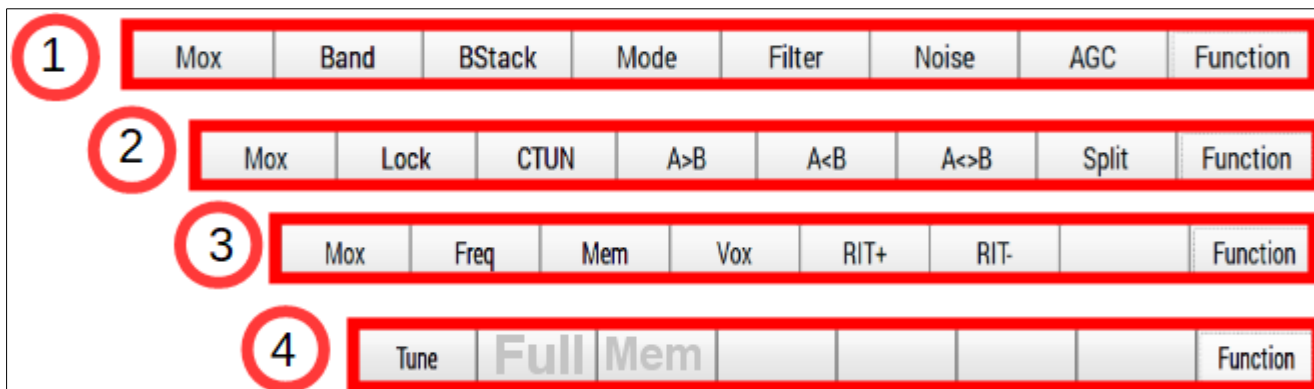 1 Mox Band BStack Mode Filter Noise AGC Function
2 Mox Lock CTUN A>B A<B A<>B Split Function
3 Mox Freq Mem Vox RIT+ RIT- Function
4 Tune Full Mem Function